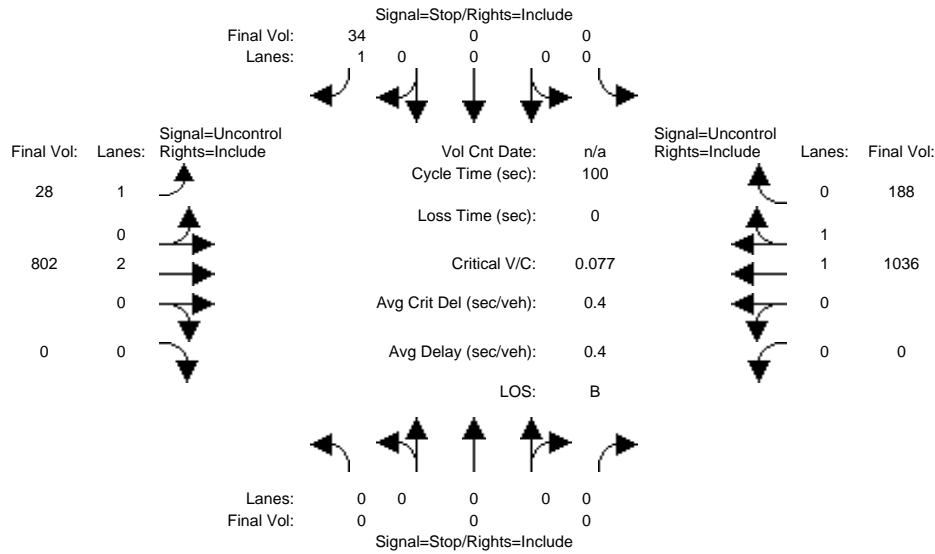 Signal=Stop/Rights=Include
Final Vol: 34 0 0
Lanes: 1 0 0 0 0
Signal=Uncontrol Signal=Uncontrol
Final Vol: Lanes: Rights=Include Vol Cnt Date: n/a Rights=Include Lanes: Final Vol:
Cycle Time (sec): 100
28 1 0 188
Loss Time (sec): 0
0 1
802 2 Critical V/C: 0.077 1 1036
0 Avg Crit Del (sec/veh): 0.4 0
0 0 Avg Delay (sec/veh): 0.4 0 0
LOS: B
Lanes: 0 0 0 0 0
Final Vol: 0 0 0
Signal=Stop/Rights=Include